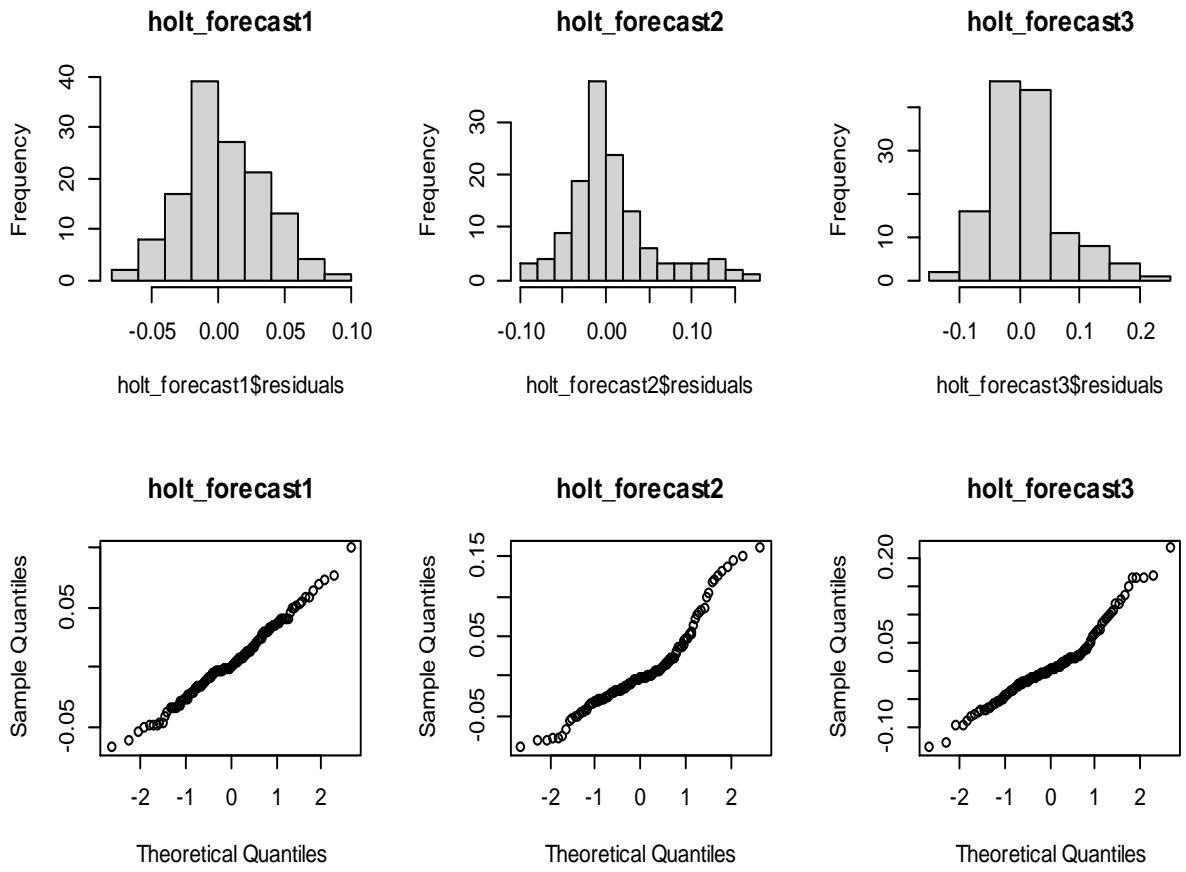 holt_forecast1
Frequency
0 10 20 30 40
-0.05 0.00 0.05 0.10
holt_forecast1$residuals
holt_forecast2
Frequency
0 10 20 30
-0.10 0.00 0.10
holt_forecast2$residuals
holt_forecast3
Frequency
0 10 30
-0.1 0.0 0.1 0.2
holt_forecast3$residuals
holt_forecast1
Sample Quantiles
-0.05 0.05
-2 -1 0 1 2
Theoretical Quantiles
holt_forecast2
Sample Quantiles
-0.05 0.05 0.15
-2 -1 0 1 2
Theoretical Quantiles
holt_forecast3
Sample Quantiles
-0.10 0.05 0.20
-2 -1 0 1 2
Theoretical Quantiles